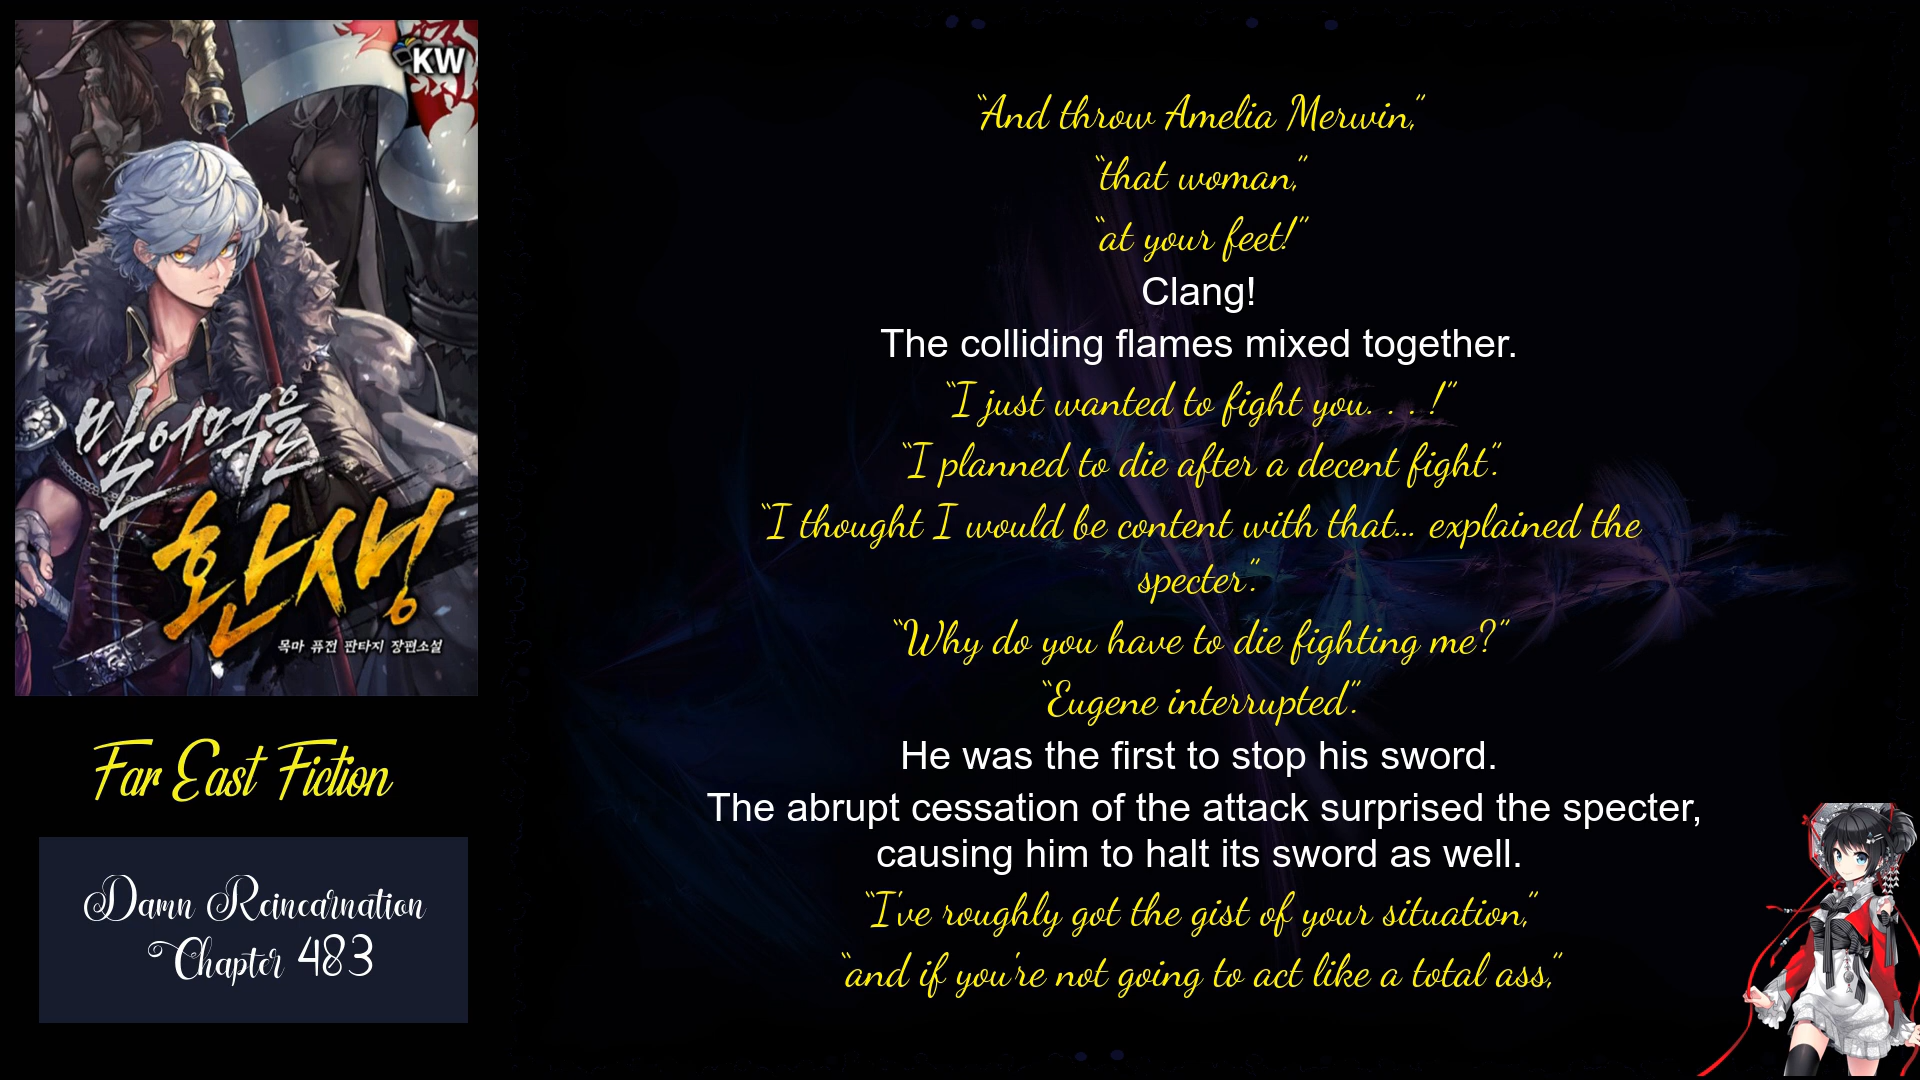 KW
빌어먹을
환생
목마 퓨전 판타지 장편소설
Far East Fiction
Damn Reincarnation
Chapter 483
“And throw Amelia Merwin,”
“that woman,”
“at your feet!”
Clang!
The colliding flames mixed together.
“I just wanted to fight you. . . . !”
“I planned to die after a decent fight”.
“I thought I would be content with that... explained the
specter”.
“Why do you have to die fighting me?”
“Eugene interrupted”.
He was the first to stop his sword.
The abrupt cessation of the attack surprised the specter,
causing him to halt its sword as well.
“I've roughly got the gist of your situation,”
“and if you're not going to act like a total ass,”